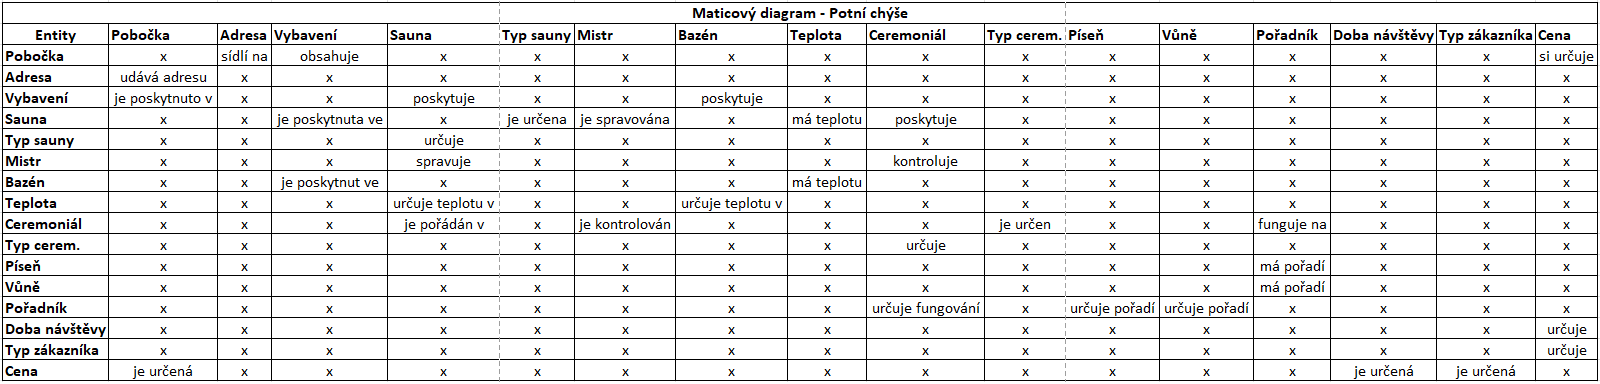 Maticový diagram - Potní chýše
Entity Pobočka Adresa Vybavení Sauna Typ sauny Mistr Bazén Teplota Ceremoniál Typ cerem. Píseň Vůně Pořadník Doba návštěvy Typ zákazníka Cena
Pobočka x sídlí na obsahuje x x x x x x x x x x x x si určuje
Adresa udává adresu x x x x x x x x x x x x x x x
Vybavení je poskytnuto v x x poskytuje x x poskytuje x x x x x x x x x
Sauna x x je poskytnuta ve x je určena je spravována x má teplotu poskytuje x x x x x x x
Typ sauny x x x určuje x x x x x x x x x x x x
Mistr x x x spravuje x x x x kontroluje x x x x x x x
Bazén x x je poskytnut ve x x x x má teplotu x x x x x x x x
Teplota x x x určuje teplotu v x x určuje teplotu v x x x x x x x x x
Ceremoniál x x x je pořádán v x je kontrolován x x x je určen x x funguje na x x x
Typ cerem. x x x x x x x x určuje x x x x x x x
Píseň x x x x x x x x x x x x má pořadí x x x
Vůně x x x x x x x x x x x x má pořadí x x x
Pořadník x x x x x x x x určuje fungování x určuje pořadí určuje pořadí x x x x
Doba návštěvy x x x x x x x x x x x x x x x určuje
Typ zákazníka x x x x x x x x x x x x x x x určuje
Cena je určená x x x x x x x x x x x x je určená je určená x